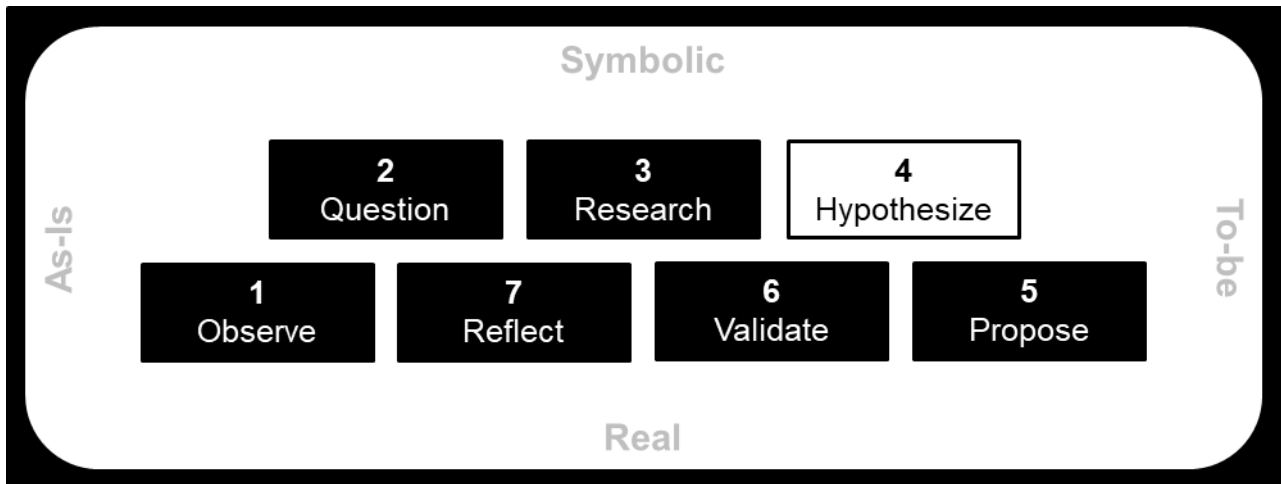 Symbolic
As-Is
To-be
2
Question
3
Research
4
Hypothesize
1
Observe
7
Reflect
6
Validate
5
Propose
Real